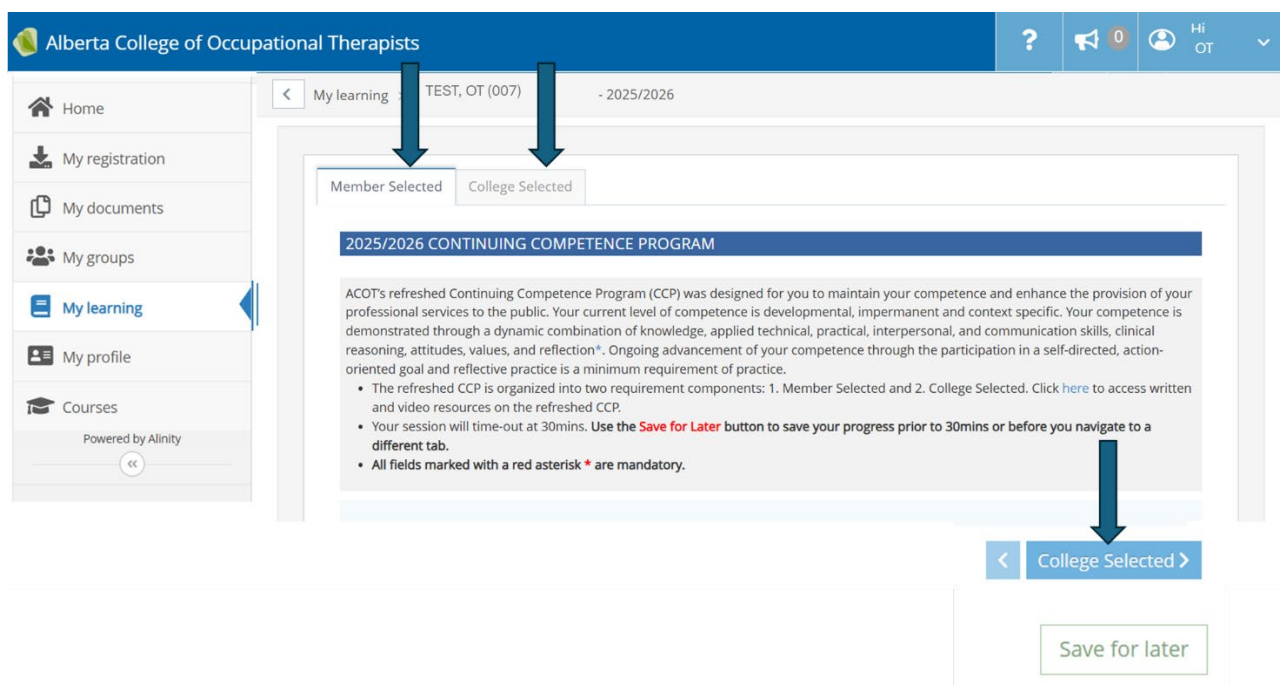 Alberta College of Occupational Therapists
?
0
Hi
OT
Home
My registration
My documents
My groups
My learning
My profile
Courses
Powered by Alinity
My learning
TEST, OT (007)
- 2025/2026
Member Selected
College Selected
2025/2026 CONTINUING COMPETENCE PROGRAM
ACOT's refreshed Continuing Competence Program (CCP) was designed for you to maintain your competence and enhance the provision of your
professional services to the public. Your current level of competence is developmental, impermanent and context specific. Your competence is
demonstrated through a dynamic combination of knowledge, applied technical, practical, interpersonal, and communication skills, clinical
reasoning, attitudes, values, and reflection*. Ongoing advancement of your competence through the participation in a self-directed, action-
oriented goal and reflective practice is a minimum requirement of practice.
• The refreshed CCP is organized into two requirement components: 1. Member Selected and 2. College Selected. Click here to access written
and video resources on the refreshed CCP.
• Your session will time-out at 30mins. Use the Save for Later button to save your progress prior to 30mins or before you navigate to a
different tab.
• All fields marked with a red asterisk * are mandatory.
College Selected
Save for later